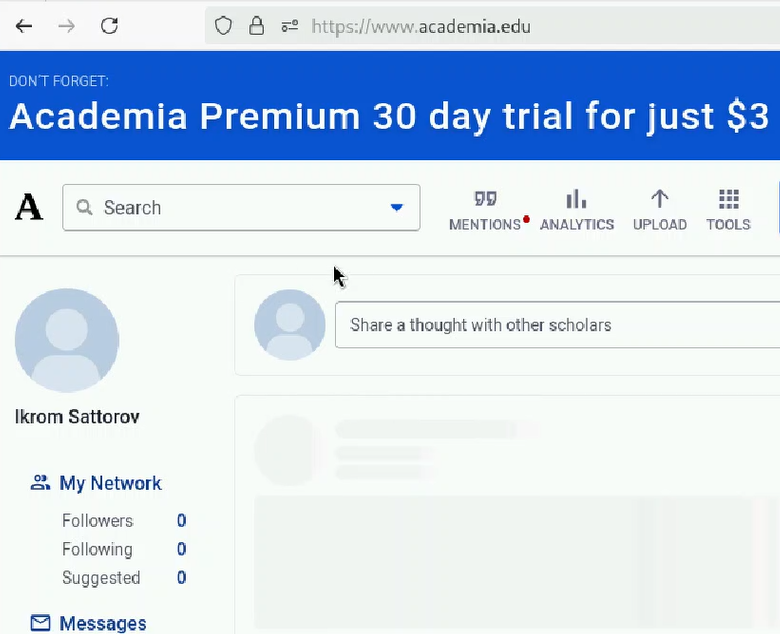 https://www.academia.edu
DON'T FORGET:
Academia Premium 30 day trial for just $3
A
Search
MENTIONS
ANALYTICS
UPLOAD
TOOLS
Share a thought with other scholars
Ikrom Sattorov
My Network
Followers 0
Following 0
Suggested 0
Messages